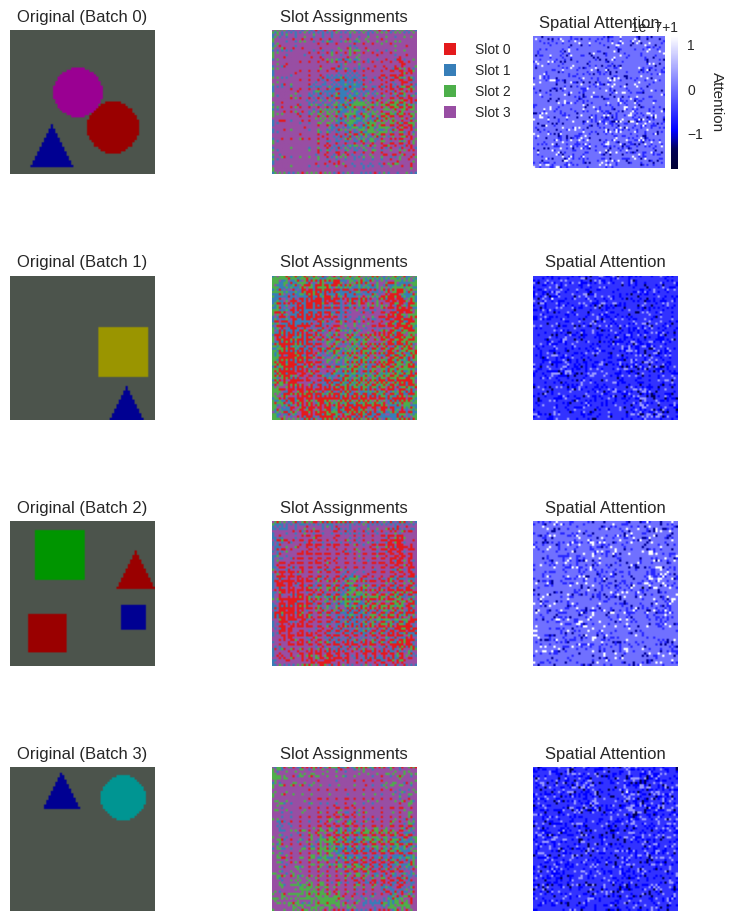 Original (Batch 0)
Slot Assignments
Slot 0
Slot 1
Slot 2
Slot 3
Spatial Attention
1e−7+1
1
0
−1
Attention
Original (Batch 1)
Slot Assignments
Spatial Attention
Original (Batch 2)
Slot Assignments
Spatial Attention
Original (Batch 3)
Slot Assignments
Spatial Attention